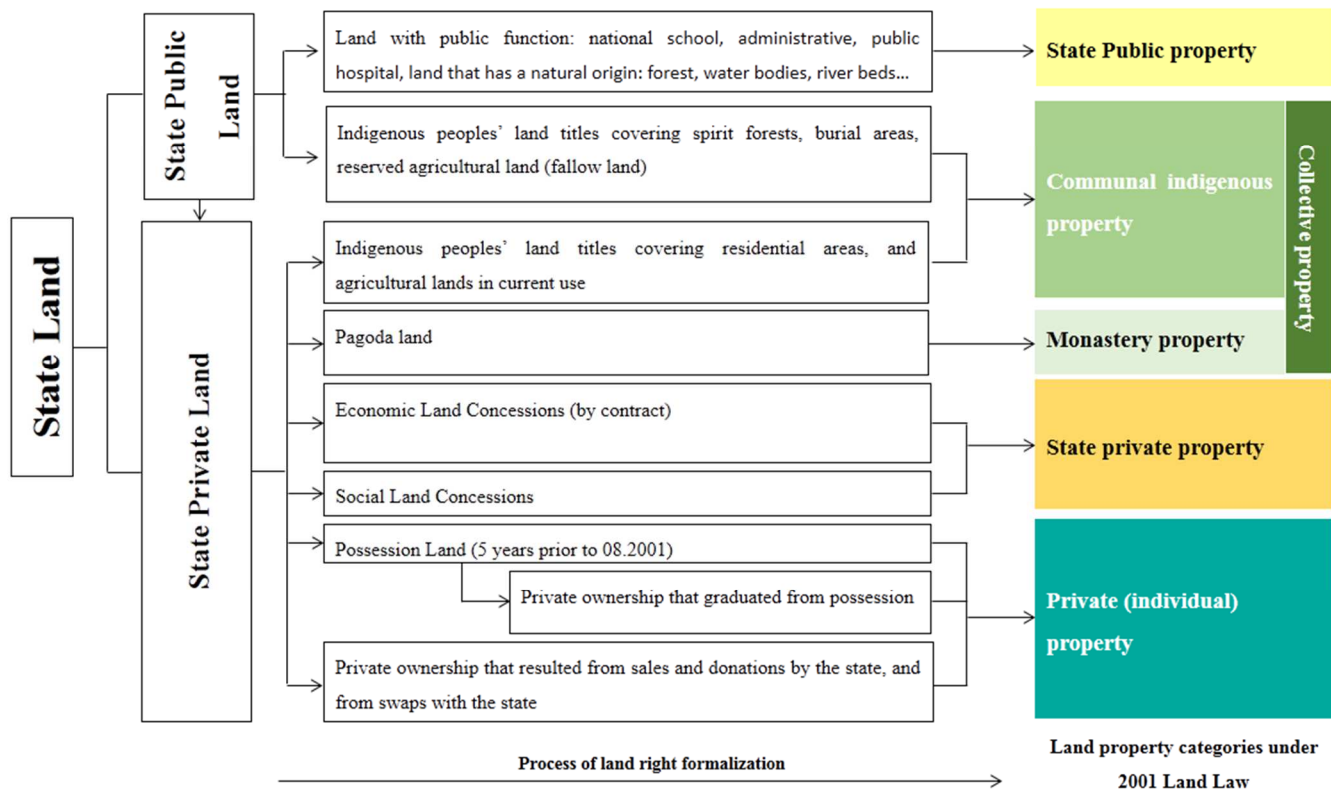 State Land
State Public
Land
State Private Land
Land with public function: national school, administrative, public
hospital, land that has a natural origin: forest, water bodies, river beds...
Indigenous peoples’ land titles covering spirit forests, burial areas,
reserved agricultural land (fallow land)
Indigenous peoples’ land titles covering residential areas, and
agricultural lands in current use
Pagoda land
Economic Land Concessions (by contract)
Social Land Concessions
Possession Land (5 years prior to 08.2001)
Private ownership that graduated from possession
Private ownership that resulted from sales and donations by the state, and
from swaps with the state
State Public property
Communal indigenous
property
Collective property
Monastery property
State private property
Private (individual)
property
Process of land right formalization
Land property categories under
2001 Land Law